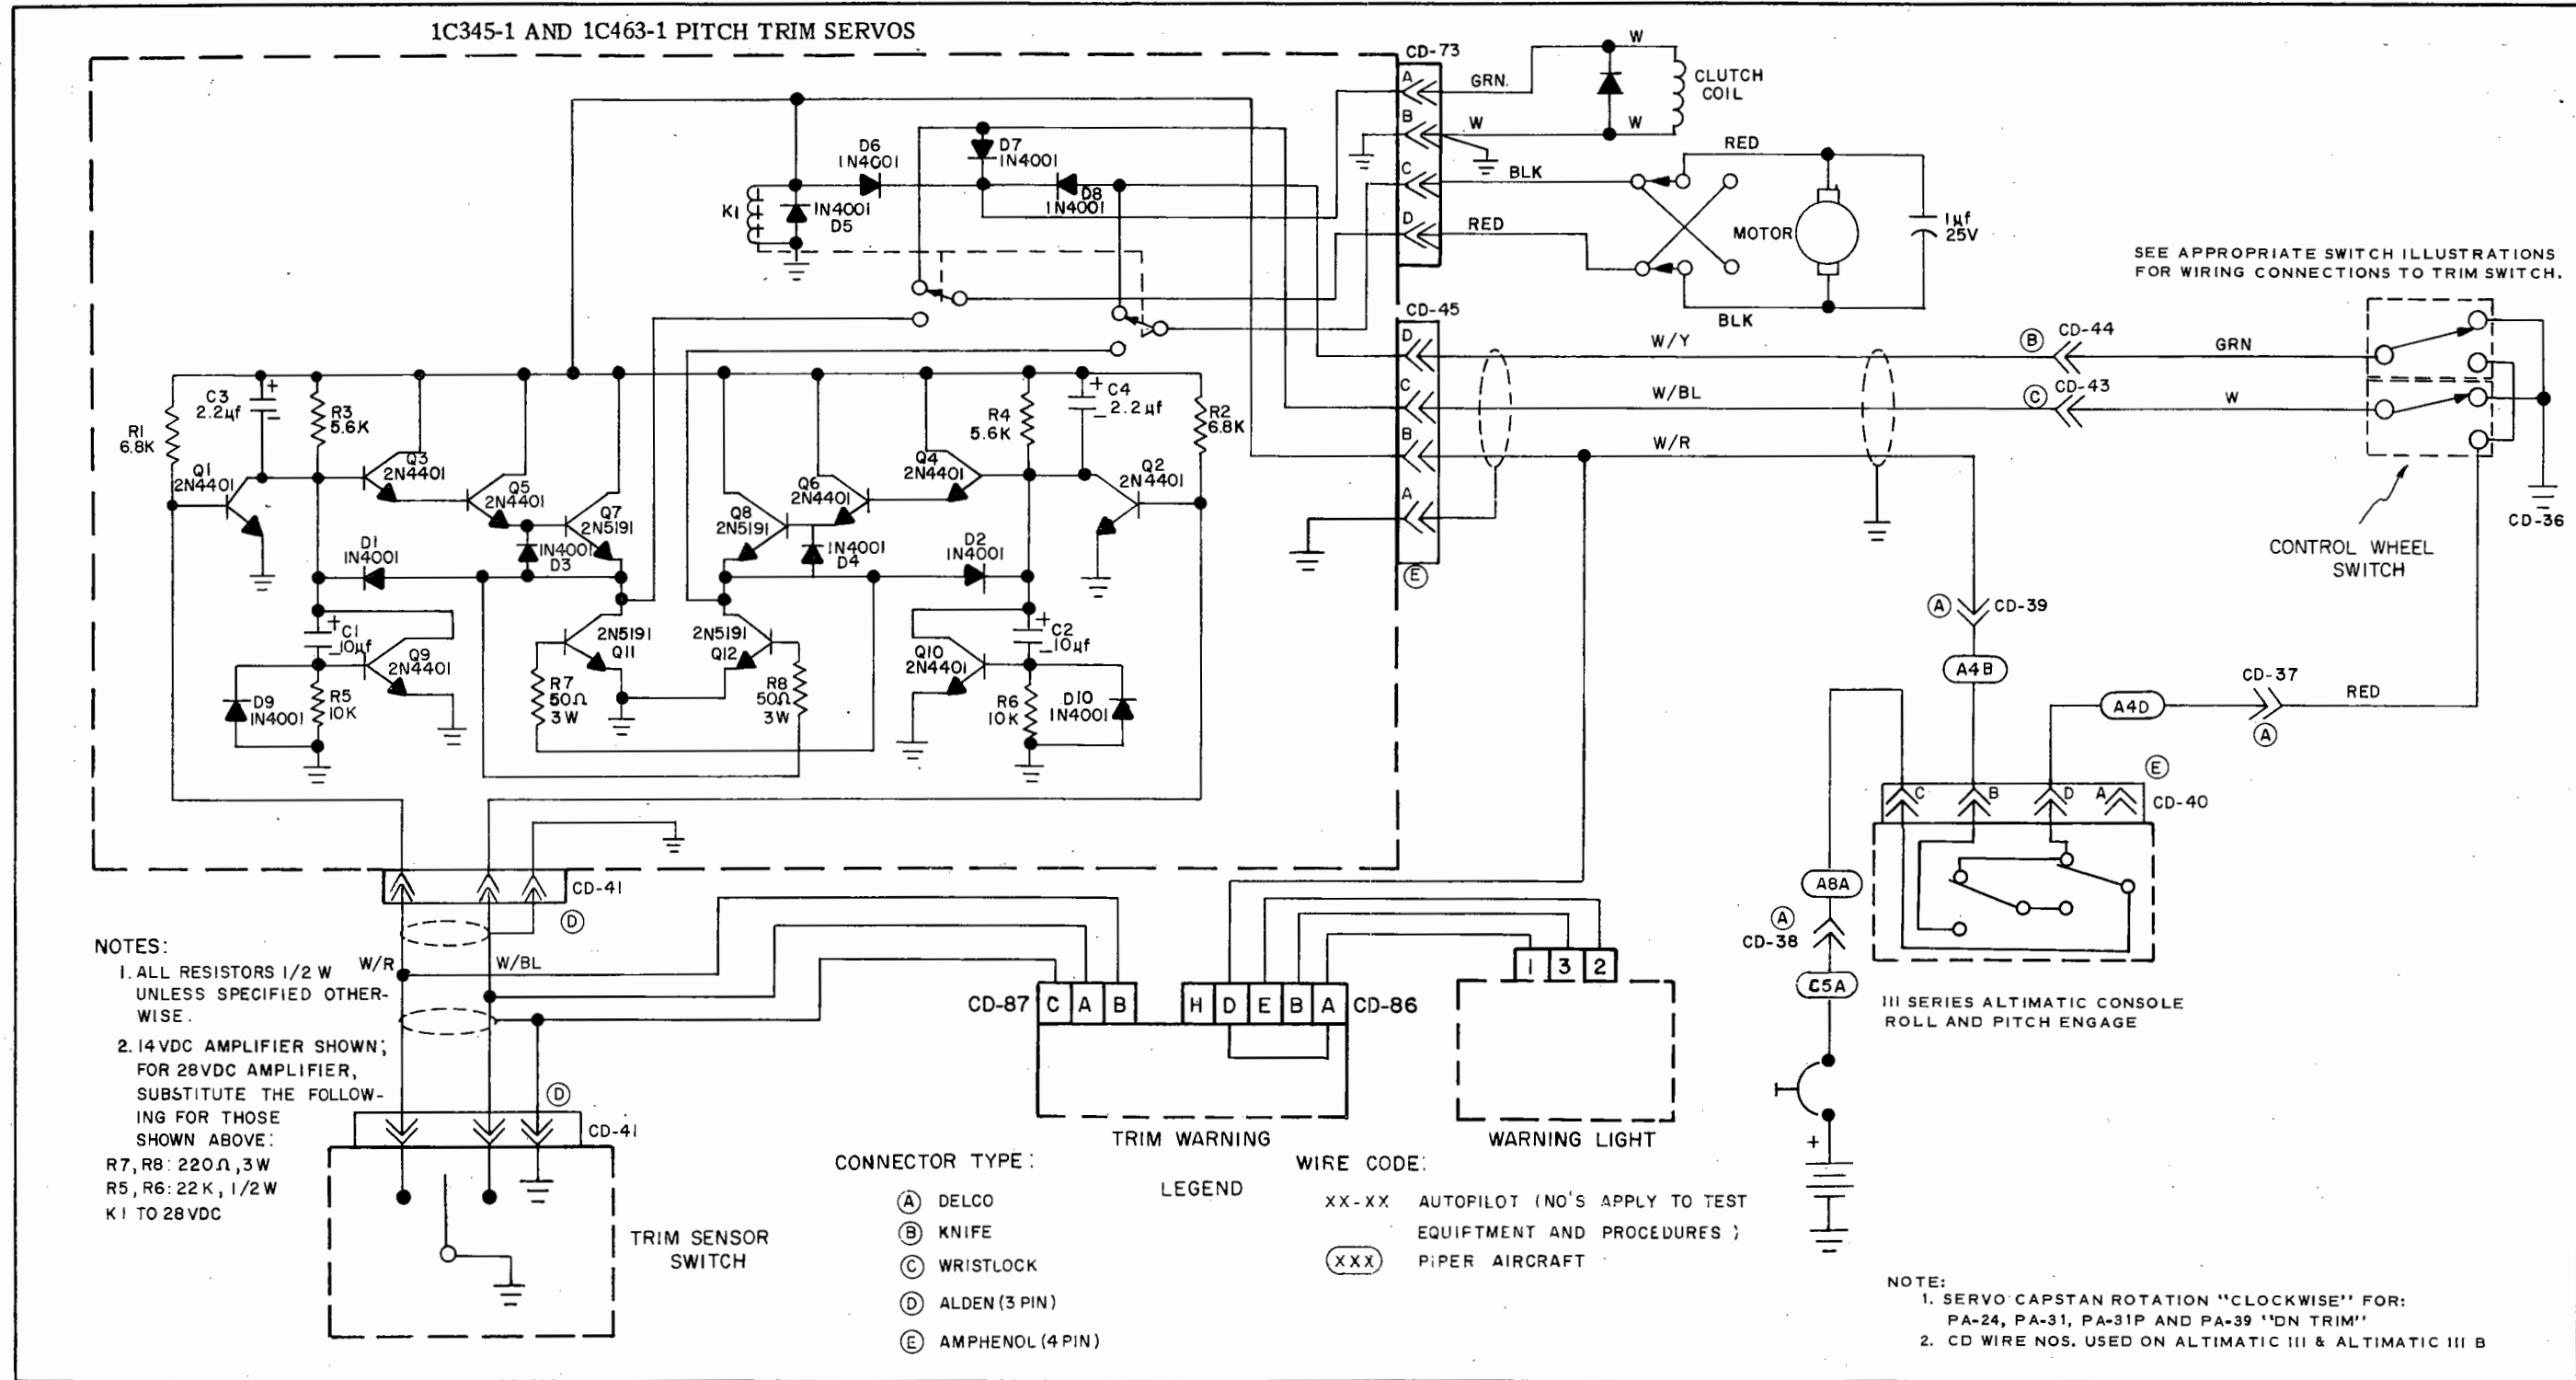 1C345-1 AND 1C463-1 PITCH TRIM SERVOS
CD-73
A
GRN.
W
CLUTCH
COIL
B
W
W
C
BLK
RED
D
RED
MOTOR
1µf
25V
BLK
D6
1N4001
D7
1N4001
D8
1N4001
K1
1N4001
D5
SEE APPROPRIATE SWITCH ILLUSTRATIONS
FOR WIRING CONNECTIONS TO TRIM SWITCH.
CD-45
D
W/Y
B
CD-44
GRN
C
W/BL
C
CD-43
W
B
W/R
A
E
CD-36
CONTROL WHEEL
SWITCH
C3
2.2µf
+
-
R3
5.6K
R1
6.8K
Q1
2N4401
Q3
2N4401
Q5
2N4401
Q7
2N5191
D1
1N4001
1N4001
D3
+
C1
-10µf
Q9
2N4401
D9
1N4001
R5
10K
2N5191
Q11
R7
50Ω
3W
R4
5.6K
+
C4
-
2.2µf
R2
6.8K
Q4
2N4401
Q2
2N4401
Q6
2N4401
Q8
2N5191
1N4001
D4
D2
1N4001
2N5191
Q12
R8
50Ω
3W
Q10
2N4401
+
C2
-10µf
R6
10K
D10
1N4001
A
CD-39
A4B
A4D
CD-37
A
RED
E
C
B
D
A
CD-40
A8A
A
CD-38
C5A
+
III SERIES ALTIMATIC CONSOLE
ROLL AND PITCH ENGAGE
CD-41
D
W/R
W/BL
D
CD-41
TRIM SENSOR
SWITCH
NOTES:
1. ALL RESISTORS 1/2 W
UNLESS SPECIFIED OTHER-
WISE.
2. 14VDC AMPLIFIER SHOWN;
FOR 28VDC AMPLIFIER,
SUBSTITUTE THE FOLLOW-
ING FOR THOSE
SHOWN ABOVE:
R7, R8: 220Ω, 3W
R5, R6: 22K, 1/2W
K1 TO 28VDC
CD-87
C A B
H D E B A
CD-86
TRIM WARNING
1 3 2
WARNING LIGHT
LEGEND
CONNECTOR TYPE:
A DELCO
B KNIFE
C WRISTLOCK
D ALDEN (3 PIN)
E AMPHENOL (4 PIN)
WIRE CODE:
XX-XX AUTOPILOT (NO'S APPLY TO TEST
EQUIPTMENT AND PROCEDURES )
XXX PIPER AIRCRAFT
NOTE:
1. SERVO CAPSTAN ROTATION "CLOCKWISE" FOR:
PA-24, PA-31, PA-31P AND PA-39 "DN TRIM"
2. CD WIRE NOS. USED ON ALTIMATIC III & ALTIMATIC III B